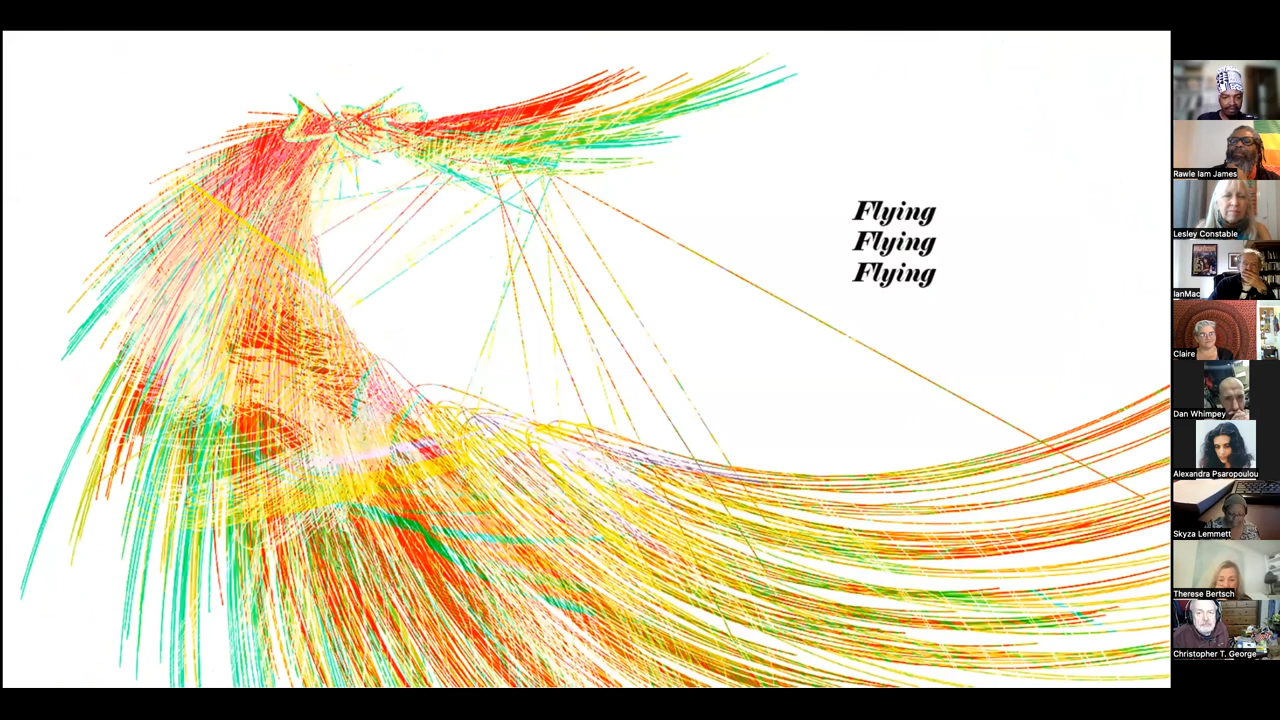 Flying
Flying
Flying
Rawle Iam James
Lesley Constable
IanMac
Claire
Dan Whimpey
Alexandra Psaropoulou
Skyza Lemmett
Therese Bertsch
Christopher T. George